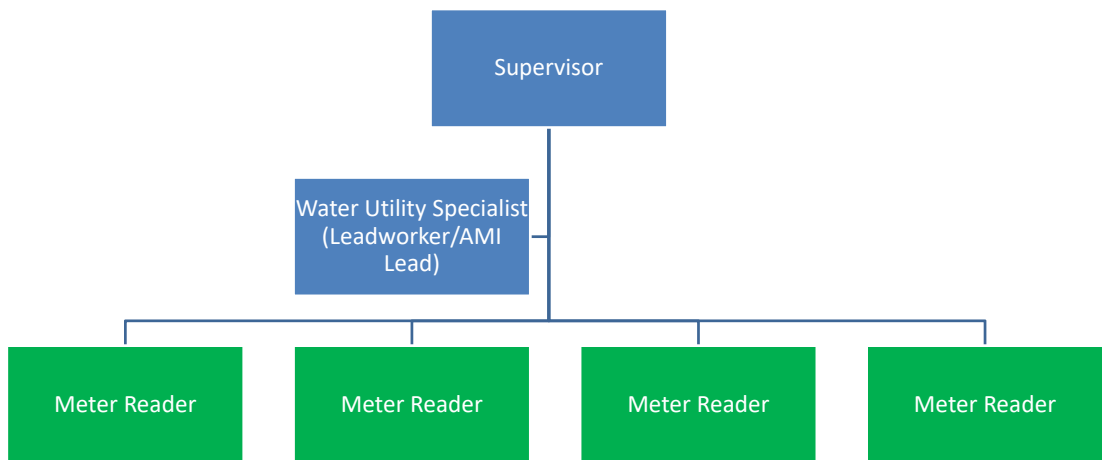 Supervisor
Water Utility Specialist
(Leadworker/AMI
Lead)
Meter Reader
Meter Reader
Meter Reader
Meter Reader